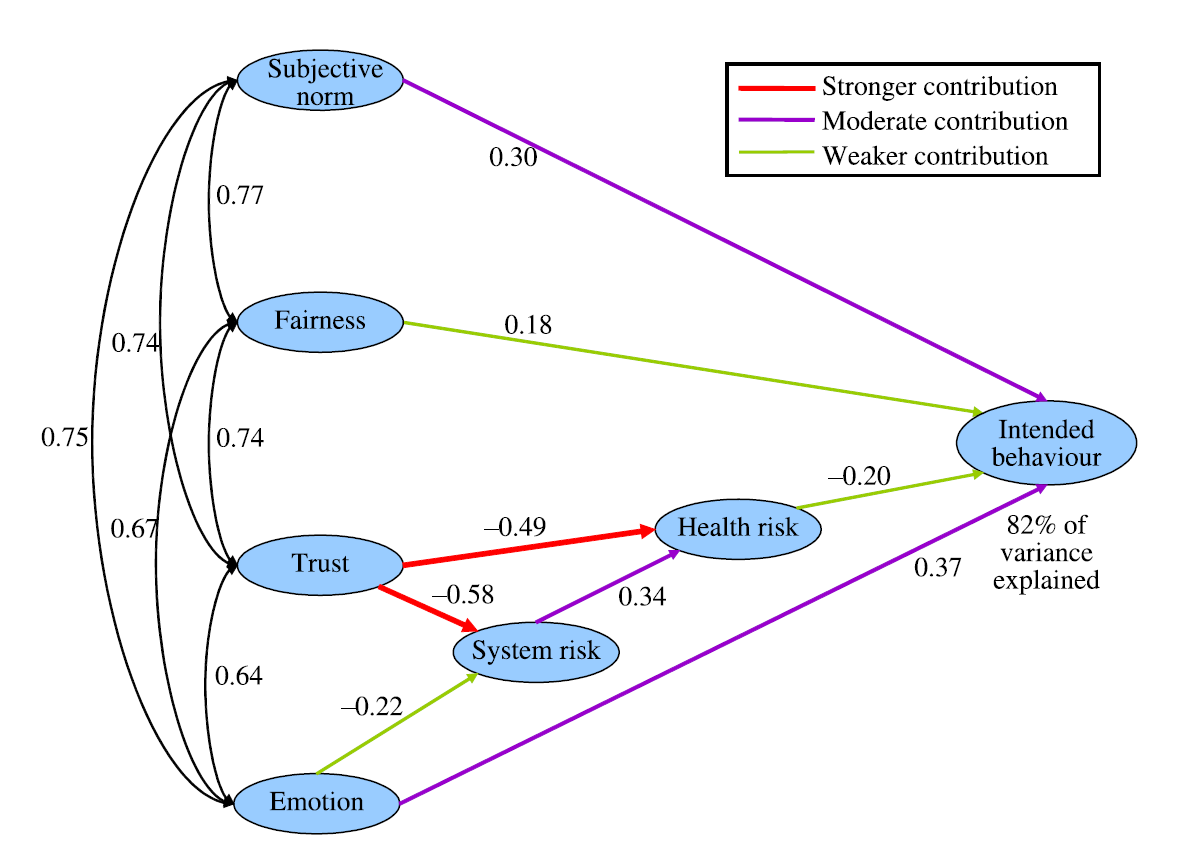 Subjective
norm
Stronger contribution
Moderate contribution
Weaker contribution
0.30
0.77
Fairness
0.18
0.74
0.75
0.74
Intended
behaviour
–0.20
0.67
–0.49
Health risk
82% of
variance
explained
Trust
0.37
–0.58
0.34
System risk
0.64
–0.22
Emotion